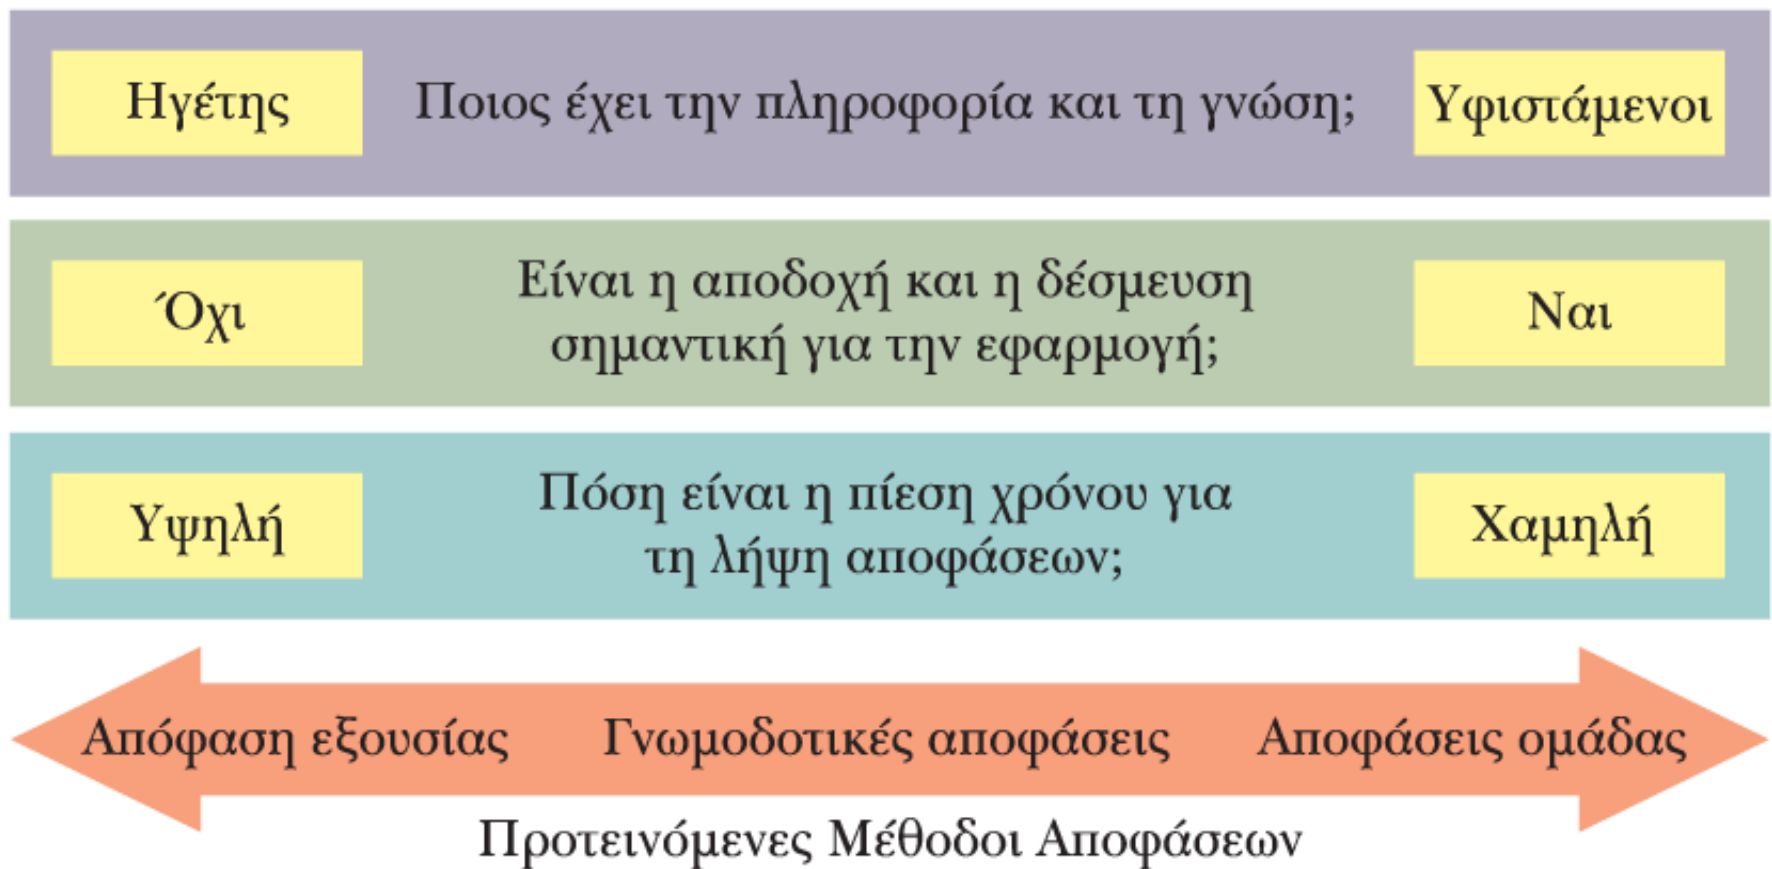 Ηγέτης
Ποιος έχει την πληροφορία και τη γνώση;
Υφιστάμενοι
Όχι
Είναι η αποδοχή και η δέσμευση
σημαντική για την εφαρμογή;
Ναι
Υψηλή
Πόση είναι η πίεση χρόνου για
τη λήψη αποφάσεων;
Χαμηλή
Απόφαση εξουσίας
Γνωμοδοτικές αποφάσεις
Αποφάσεις ομάδας
Προτεινόμενες Μέθοδοι Αποφάσεων